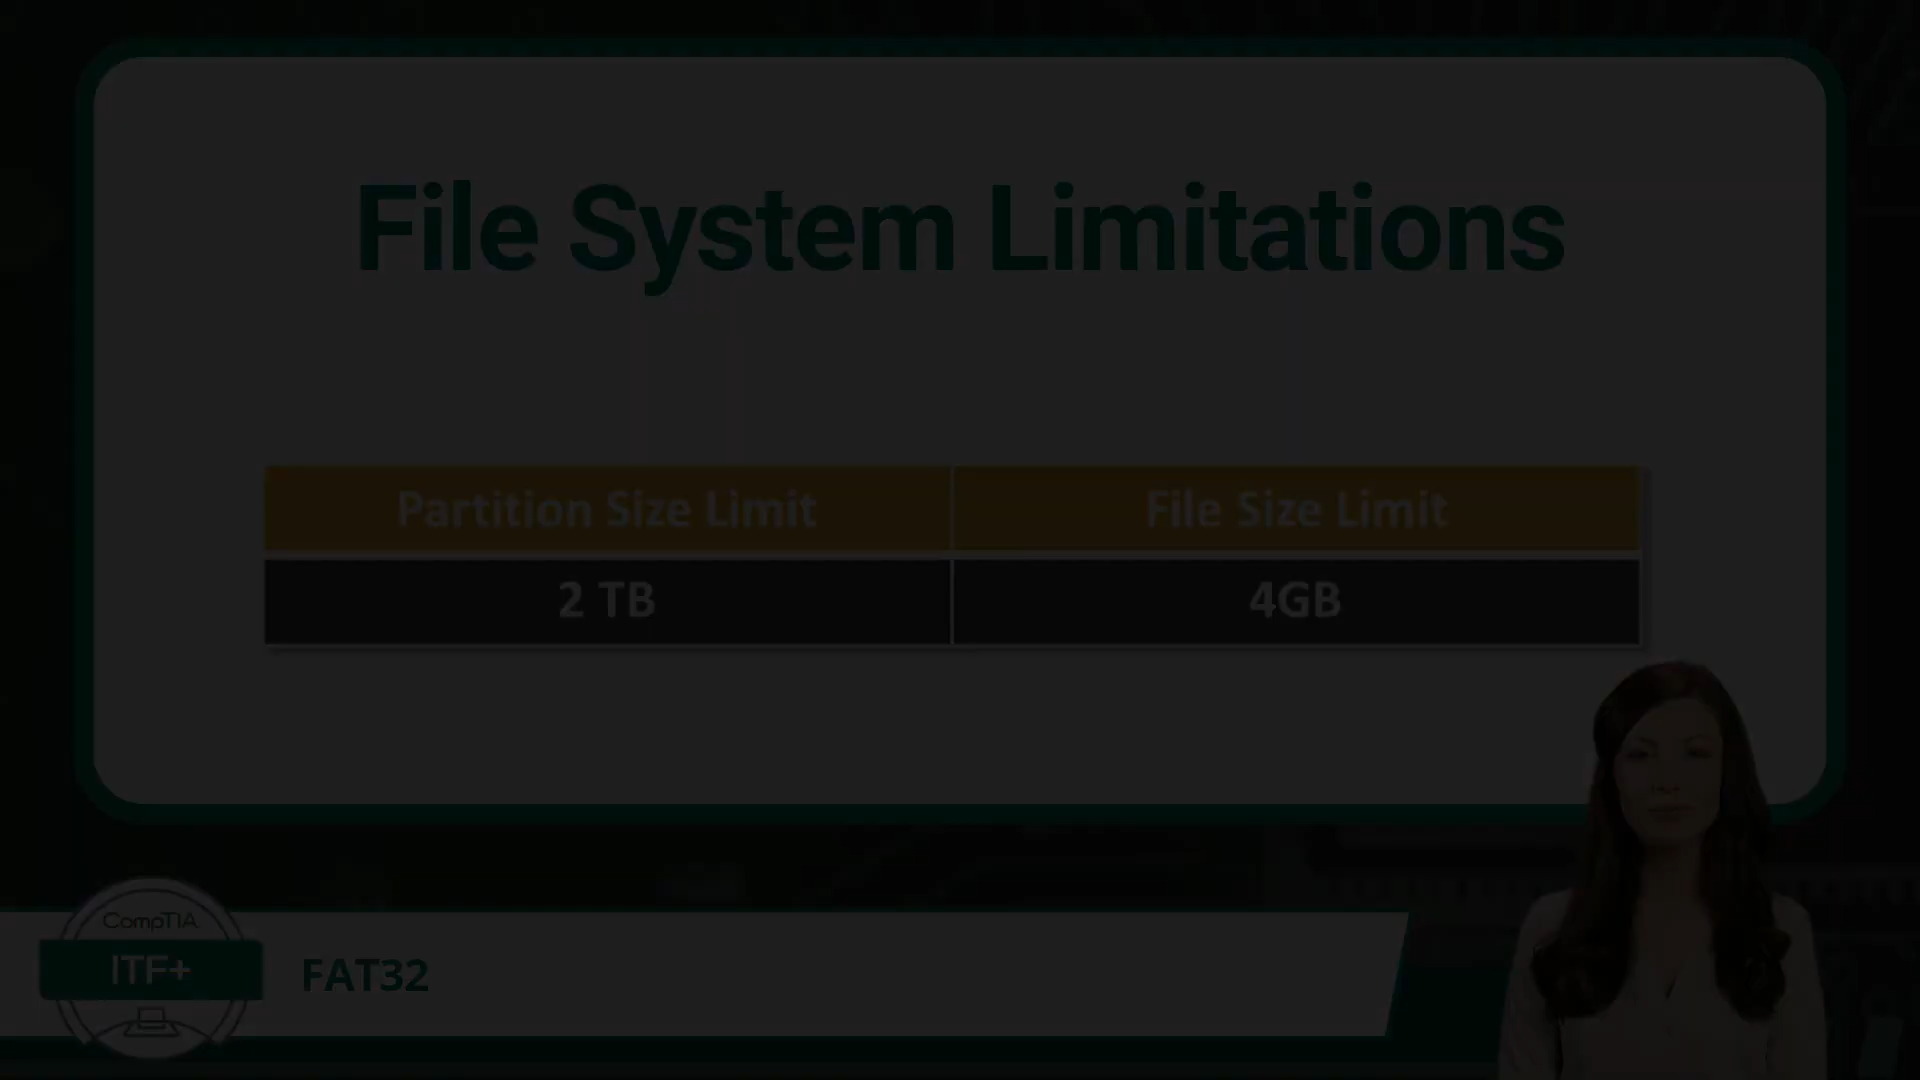 File System Limitations
Partition Size Limit File Size Limit
2 TB 4GB
CompTIA
ITF+
FAT32